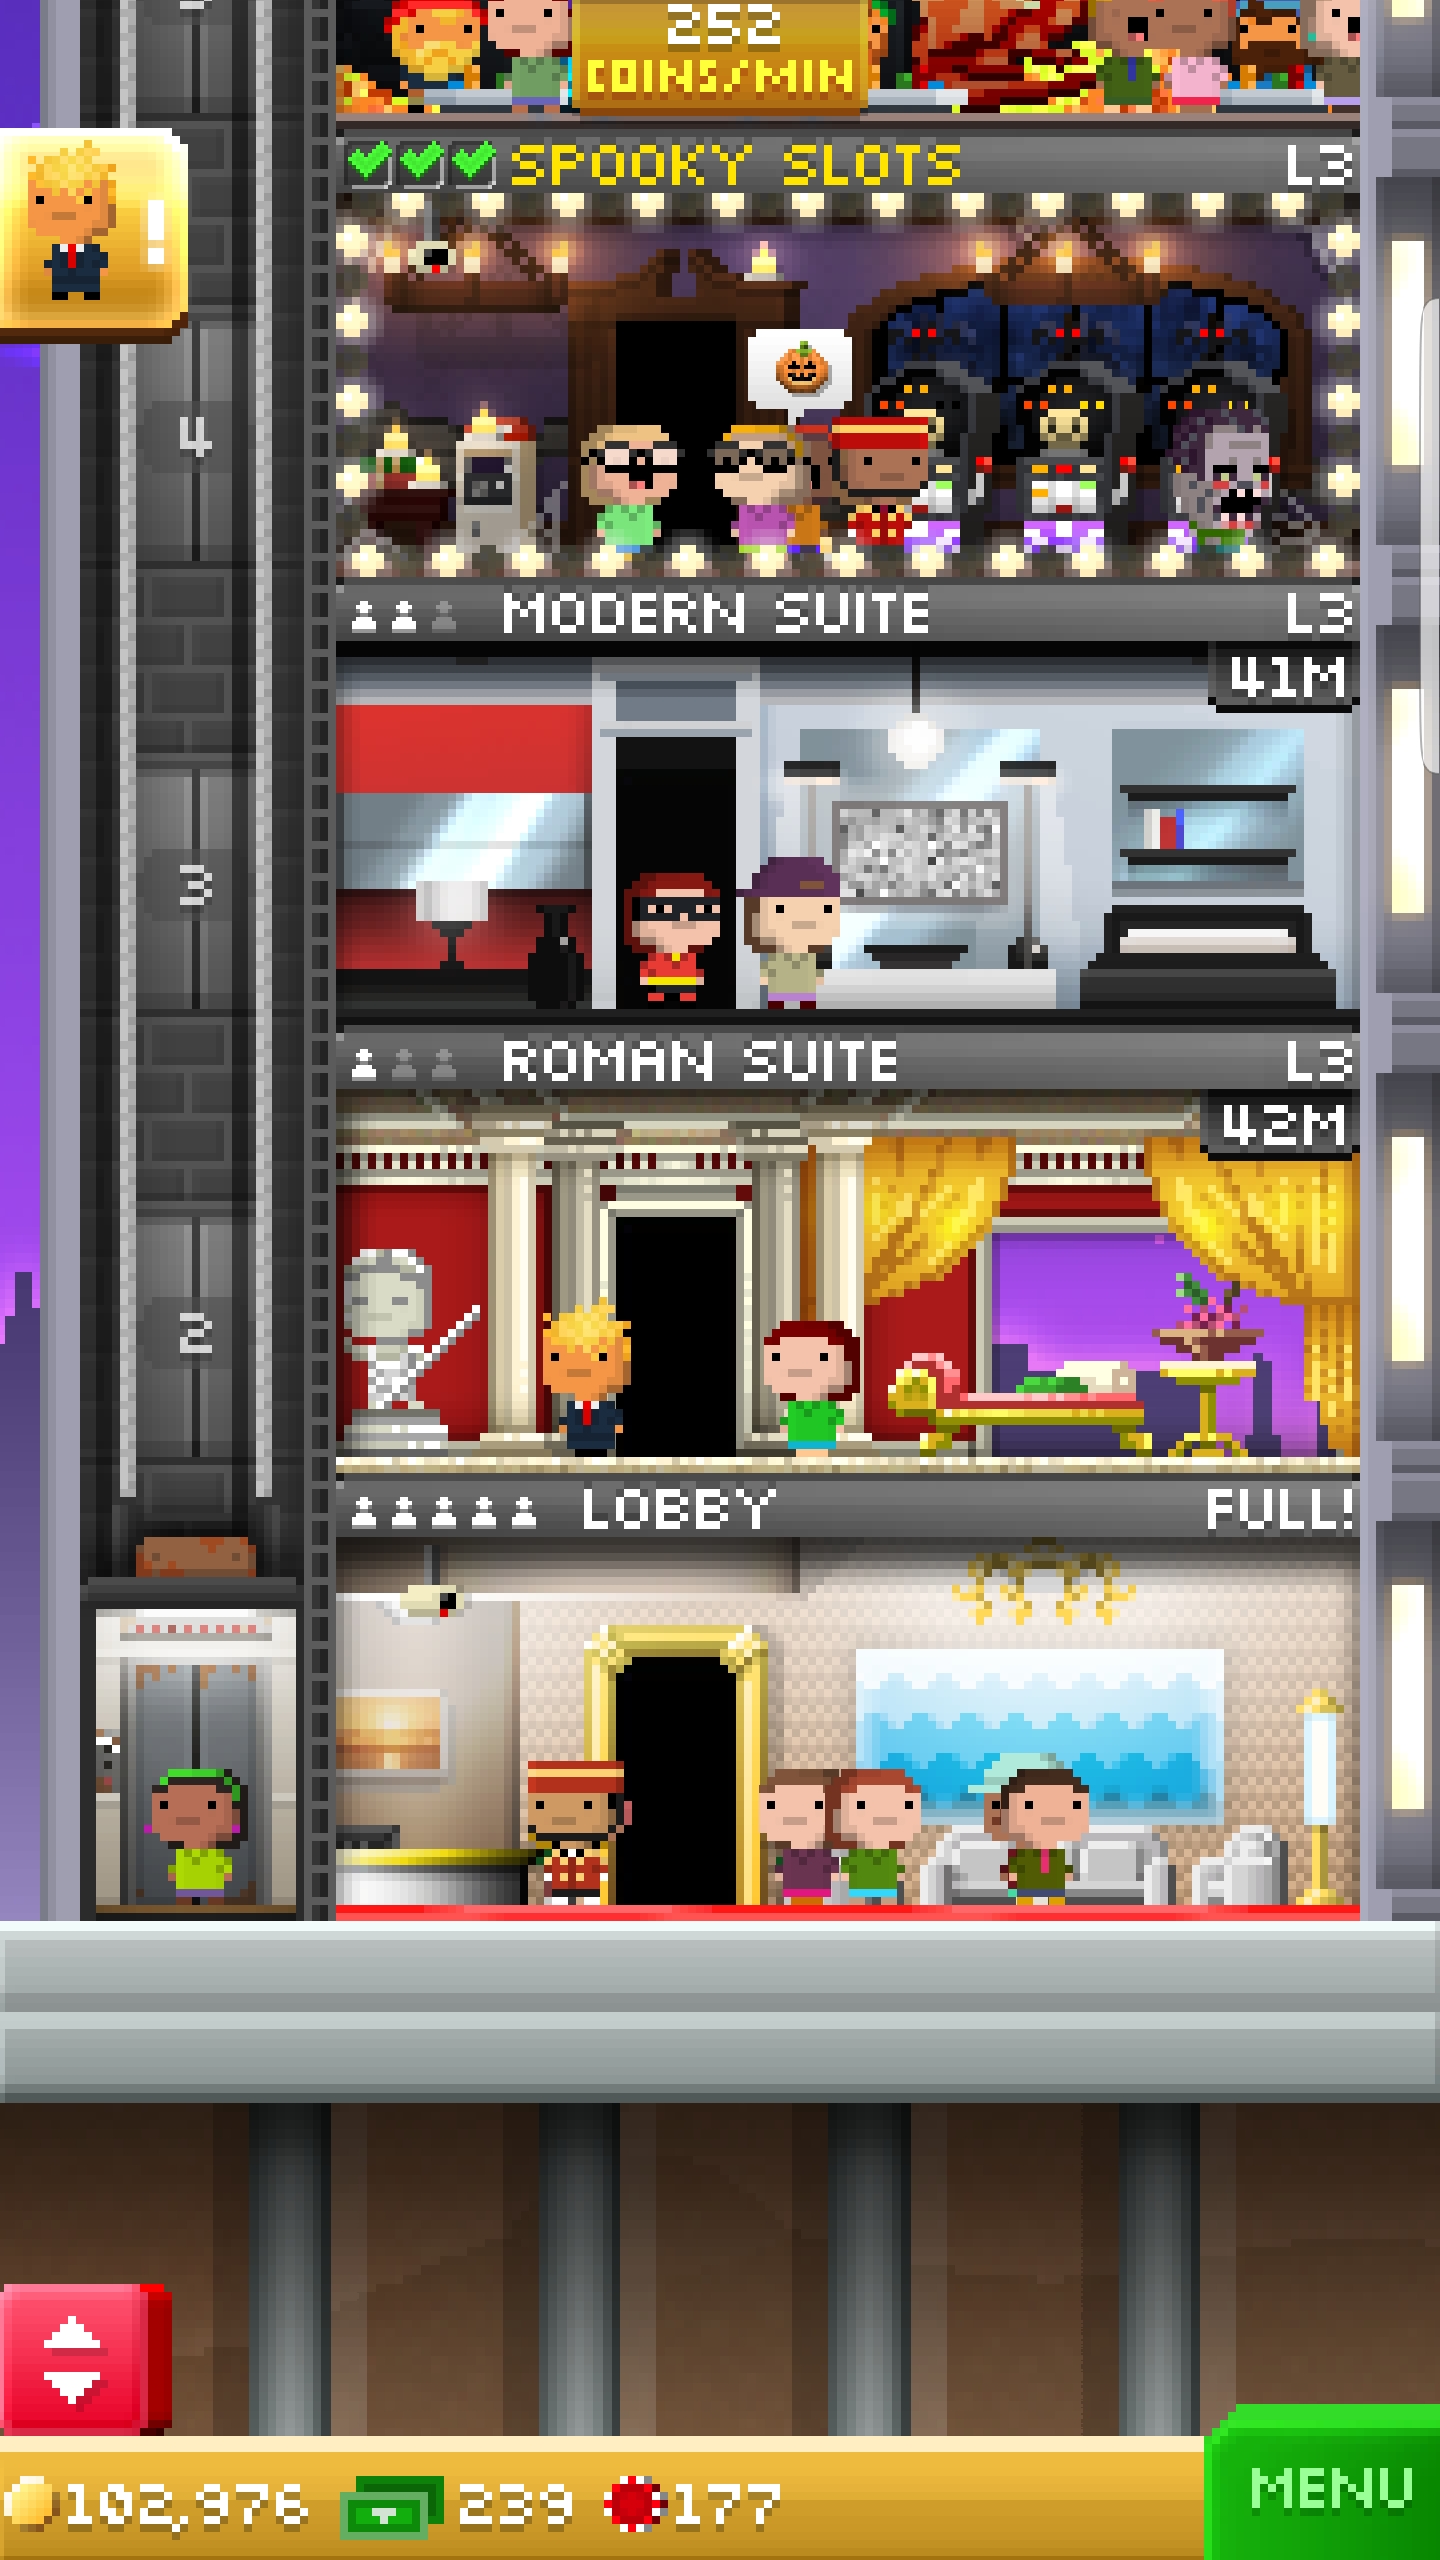 252
COINS/MIN
SPOOKY SLOTS L3
!
4
MODERN SUITE L3
41M
3
ROMAN SUITE L3
42M
2
LOBBY FULL!
102,976 239 177
MENU